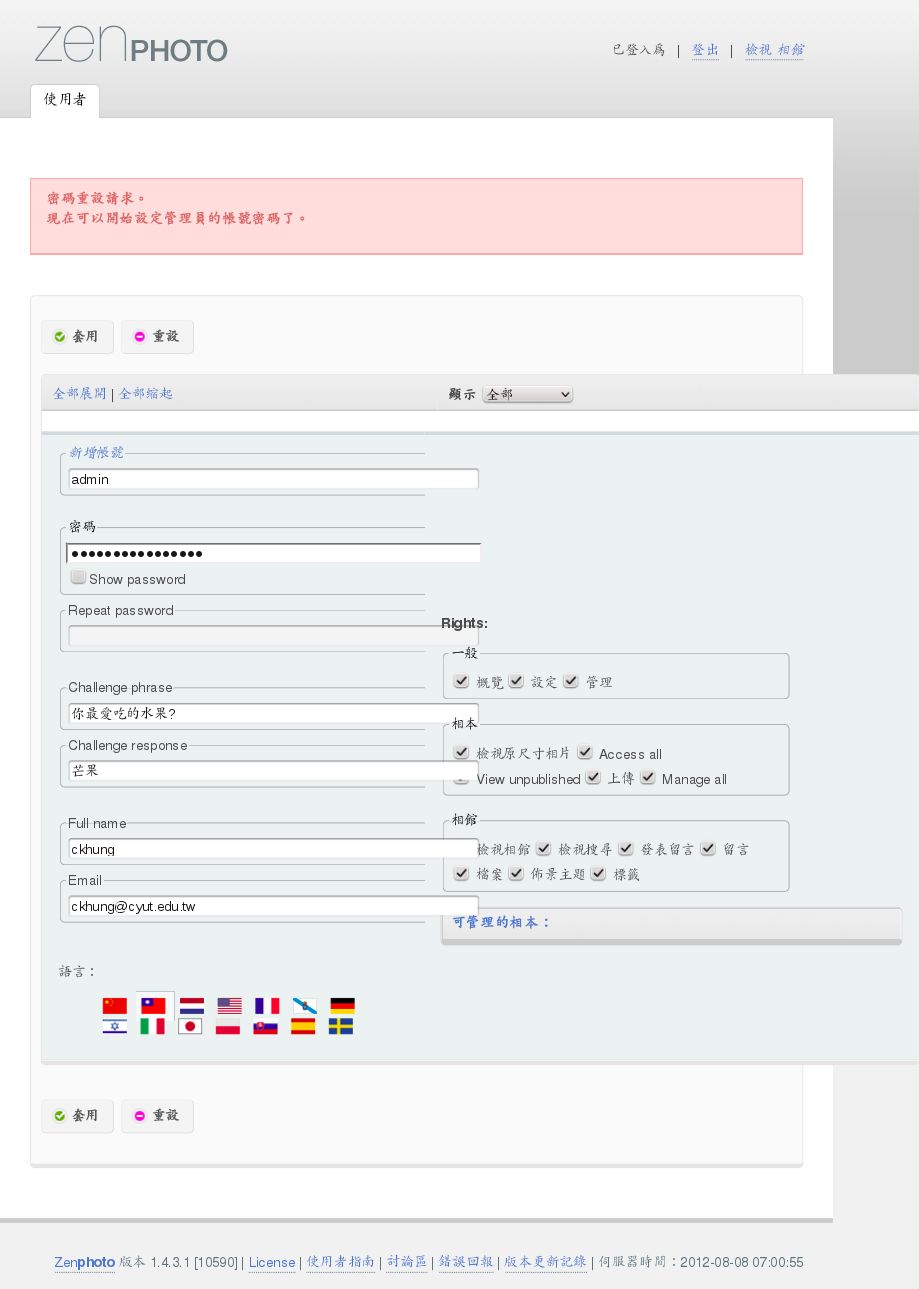 zenPHOTO
已登入為 | 登出 | 檢視 相館
使用者
密碼重設請求。
現在可以開始設定管理員的帳號密碼了。
套用 重設
全部展開 | 全部縮起 顯示 全部
新增帳號
admin
密碼
Show password
Repeat password
Rights:
一般
概覽 設定 管理
Challenge phrase
你最愛吃的水果?
相本
Challenge response
檢視原尺寸相片 Access all
芒果
View unpublished 上傳 Manage all
Full name
相館
ckhung
檢視相館 檢視搜尋 發表留言 留言
Email
檔案 佈景主題 標籤
ckhung@cyut.edu.tw
可管理的相本：
語言：
套用 重設
Zenphoto 版本 1.4.3.1 [10590] | License | 使用者指南 | 討論區 | 錯誤回報 | 版本更新記錄 | 伺服器時間：2012-08-08 07:00:55